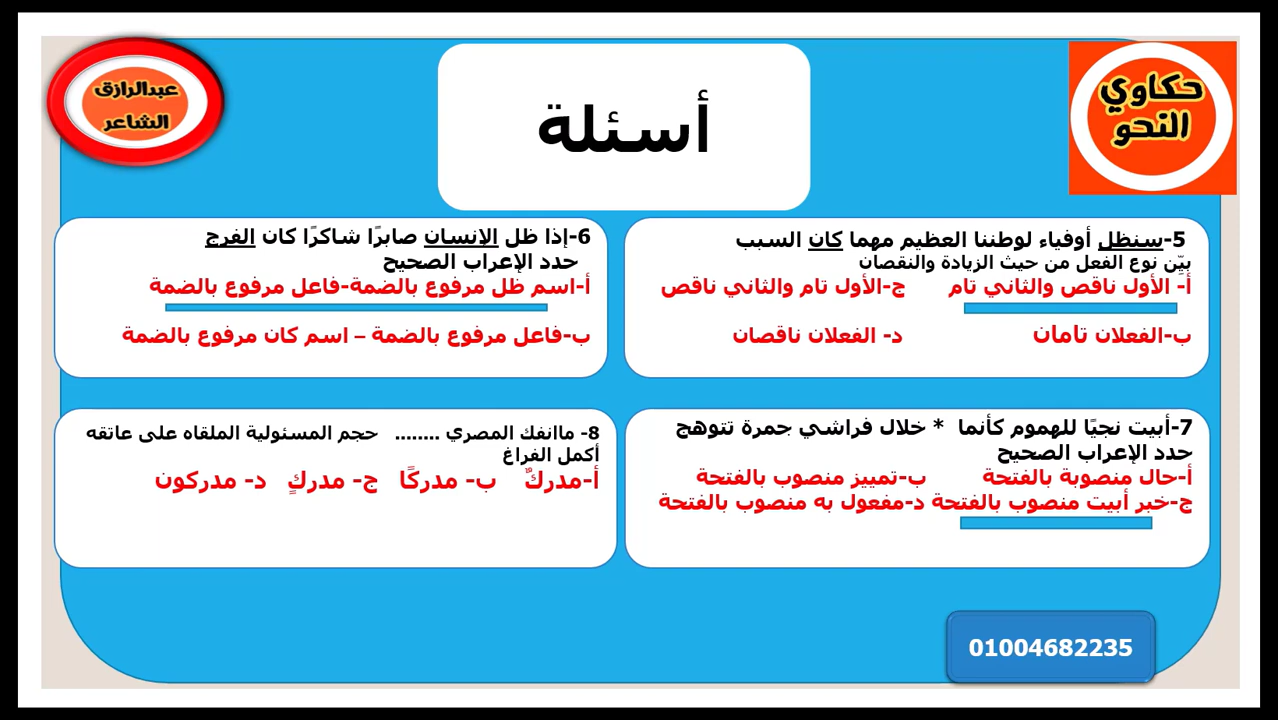 حكاوي
النحو
عبدالرازق
الشاعر
أسئلة
5-سنظل أوفياء لوطننا العظيم مهما كان السبب
بيّن نوع الفعل من حيث الزيادة والنقصان
أ- الأول ناقص والثاني تام ج-الأول تام والثاني ناقص
ب-الفعلان تامان د- الفعلان ناقصان
6-إذا ظل الإنسان صابرًا شاكرًا كان الفرج
حدد الإعراب الصحيح
أ-اسم ظل مرفوع بالضمة-فاعل مرفوع بالضمة
ب-فاعل مرفوع بالضمة – اسم كان مرفوع بالضمة
7-أبيت نجيًا للهموم كأنما * خلال فراشي جمرة تتوهج
حدد الإعراب الصحيح
أ-حال منصوبة بالفتحة ب-تمييز منصوب بالفتحة
ج-خبر أبيت منصوب بالفتحة د-مفعول به منصوب بالفتحة
8- ماانفك المصري ........ حجم المسئولية الملقاه على عاتقه
أكمل الفراغ
أ-مدركٌ ب- مدركًا ج- مدركٍ د- مدركون
01004682235